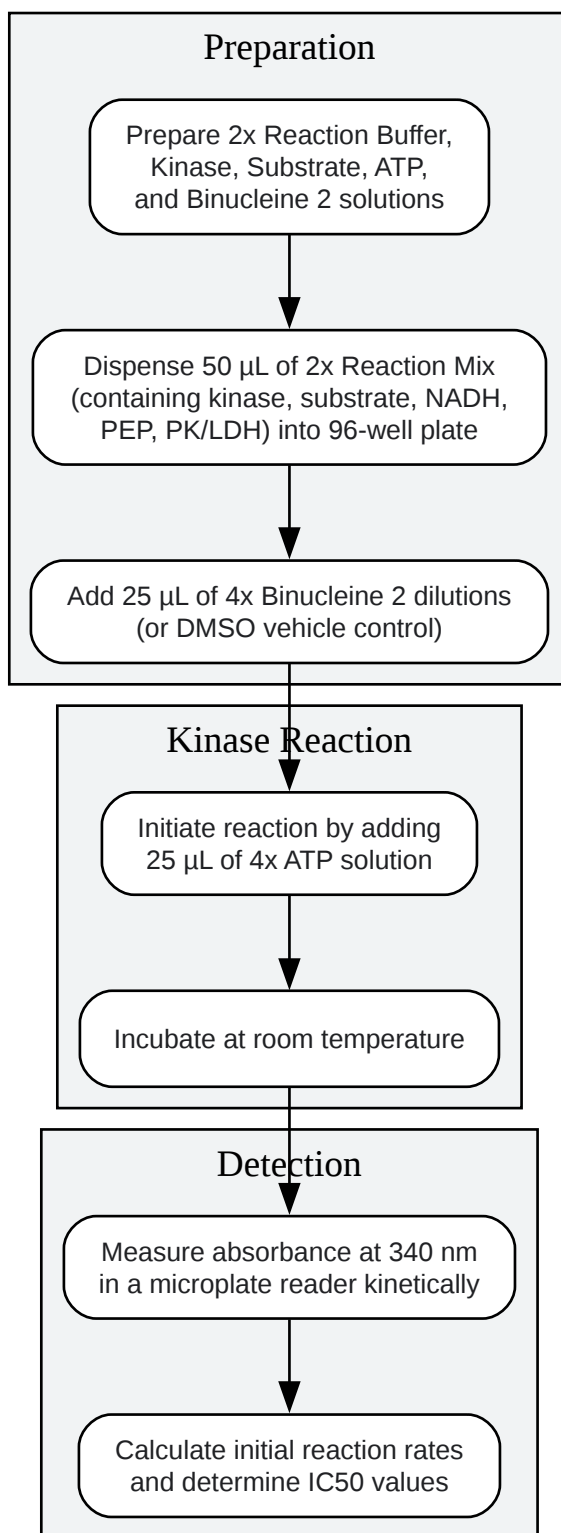 Preparation
Prepare 2x Reaction Buffer,
Kinase, Substrate, ATP,
and Binucleine 2 solutions
Dispense 50 µL of 2x Reaction Mix
(containing kinase, substrate, NADH,
PEP, PK/LDH) into 96-well plate
Add 25 µL of 4x Binucleine 2 dilutions
(or DMSO vehicle control)
Kinase Reaction
Initiate reaction by adding
25 µL of 4x ATP solution
Incubate at room temperature
Detection
Measure absorbance at 340 nm
in a microplate reader kinetically
Calculate initial reaction rates
and determine IC50 values